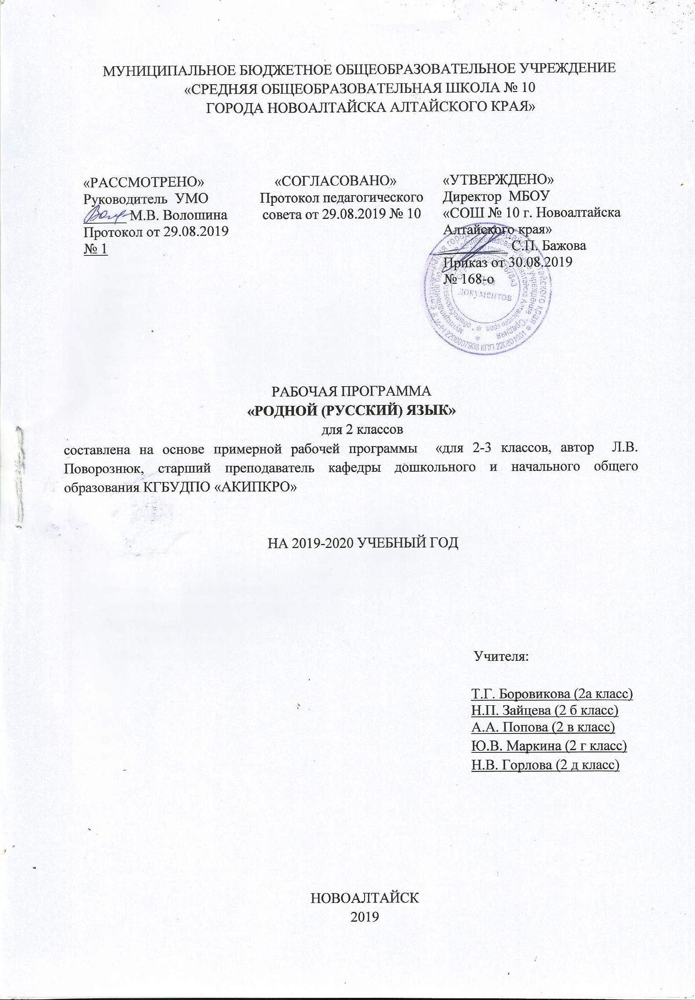 МУНИЦИПАЛЬНОЕ БЮДЖЕТНОЕ ОБЩЕОБРАЗОВАТЕЛЬНОЕ УЧРЕЖДЕНИЕ
«СРЕДНЯЯ ОБЩЕОБРАЗОВАТЕЛЬНАЯ ШКОЛА № 10
ГОРОДА НОВОАЛТАЙСКА АЛТАЙСКОГО КРАЯ»
«РАССМОТРЕНО»
Руководитель УМО
М.В. Волошина
Протокол от 29.08.2019
№ 1
«СОГЛАСОВАНО»
Протокол педагогического
совета от 29.08.2019 № 10
«УТВЕРЖДЕНО»
Директор МБОУ
«СОШ № 10 г. Новоалтайска
Алтайского края»
С.П. Бажова
Приказ от 30.08.2019
№ 168-о
документов
ИНН 2208007906 КПП 220801001
РАБОЧАЯ ПРОГРАММА
«РОДНОЙ (РУССКИЙ) ЯЗЫК»
для 2 классов
составлена на основе примерной рабочей программы «для 2-3 классов, автор Л.В.
Поворознюк, старший преподаватель кафедры дошкольного и начального общего
образования КГБУДПО «АКИПКРО»
НА 2019-2020 УЧЕБНЫЙ ГОД
Учителя:
Т.Г. Боровикова (2а класс)
Н.П. Зайцева (2 б класс)
А.А. Попова (2 в класс)
Ю.В. Маркина (2 г класс)
Н.В. Горлова (2 д класс)
НОВОАЛТАЙСК
2019